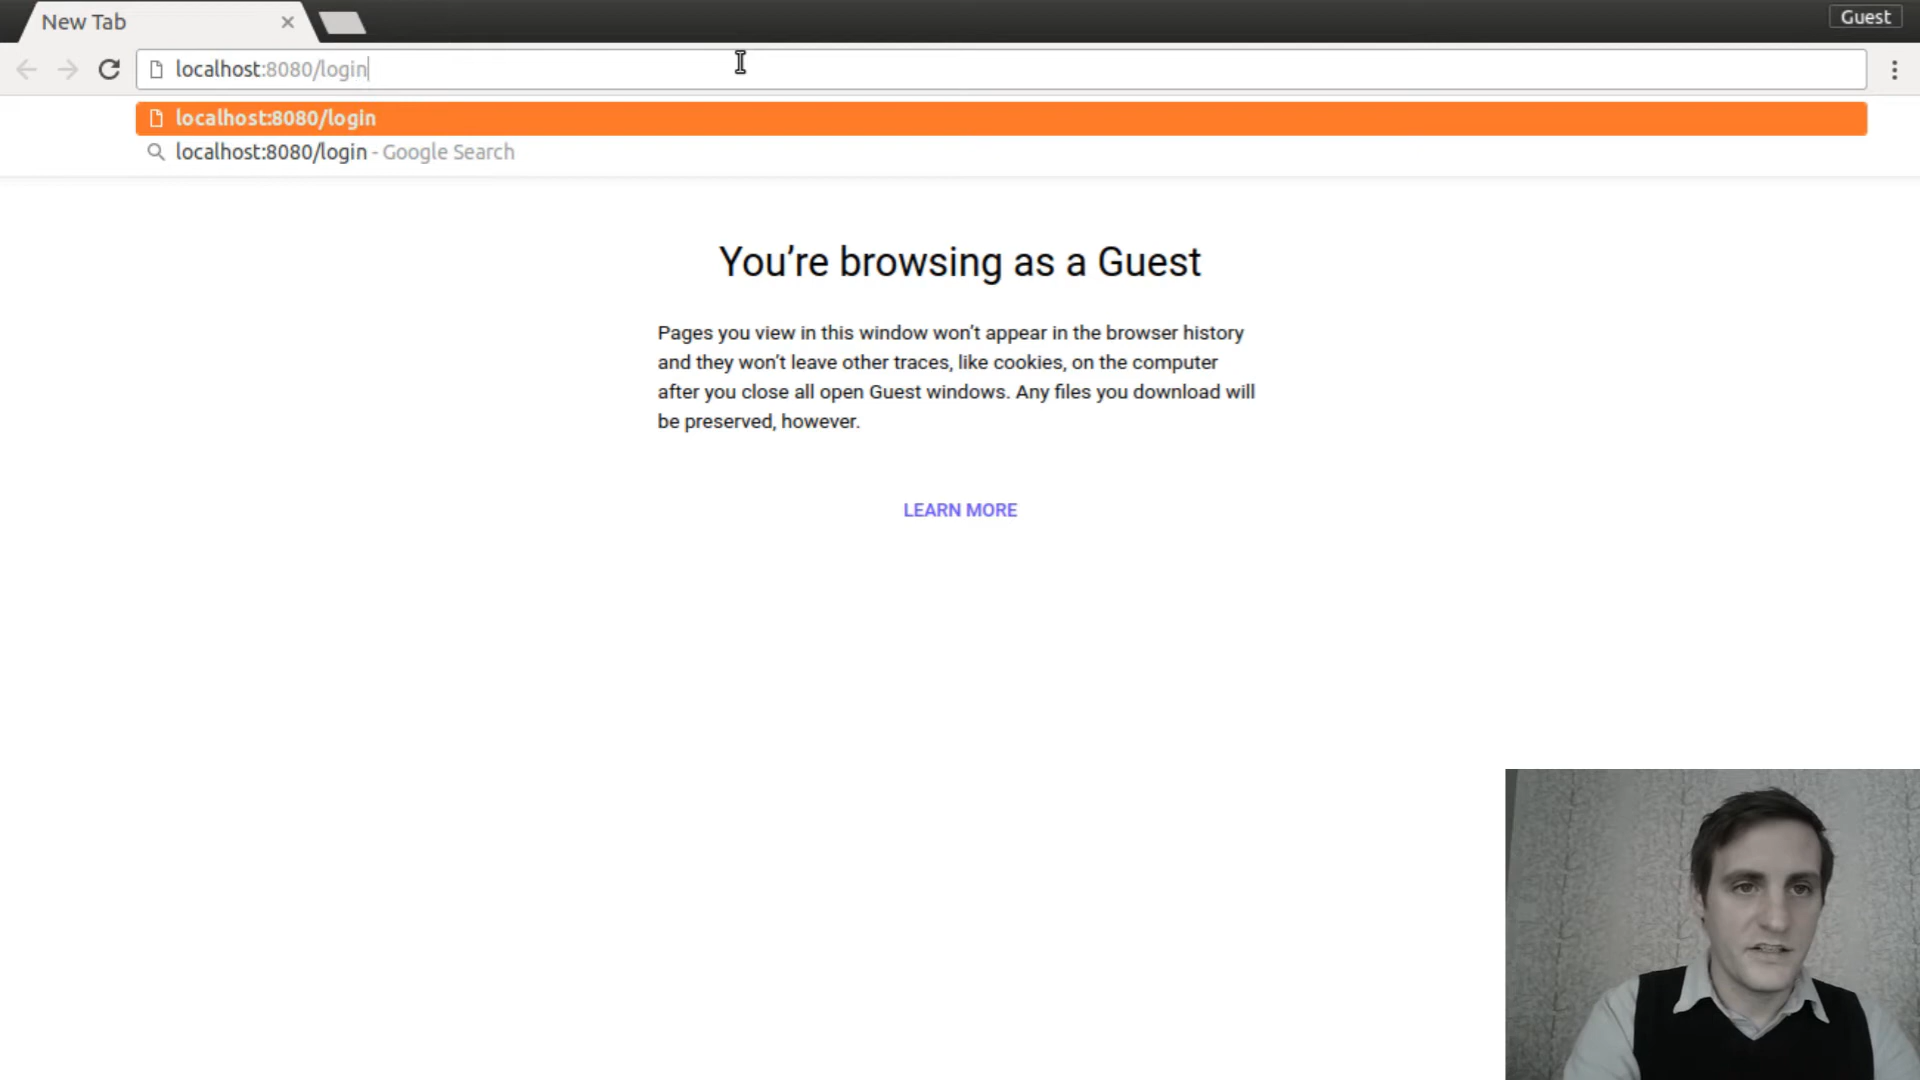 New Tab
Guest
localhost:8080/login
localhost:8080/login
localhost:8080/login - Google Search
You’re browsing as a Guest
Pages you view in this window won’t appear in the browser history
and they won’t leave other traces, like cookies, on the computer
after you close all open Guest windows. Any files you download will
be preserved, however.
LEARN MORE